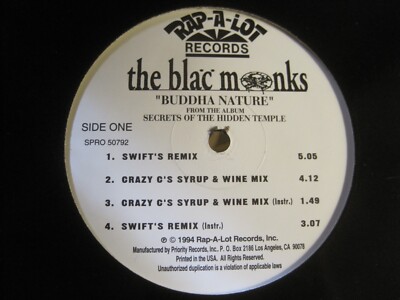 RAP-A-LOT
RECORDS
the blac monks
"BUDDHA NATURE"
FROM THE ALBUM
SECRETS OF THE HIDDEN TEMPLE
SIDE ONE
SPRO 50792
1. SWIFT'S REMIX 5.05
2. CRAZY C'S SYRUP & WINE MIX 4.12
3. CRAZY C'S SYRUP & WINE MIX (Instr.) 1.49
4. SWIFT'S REMIX (Instr.) 3.07
℗ © 1994 Rap-A-Lot Records, Inc.
Manufactured by Priority Records, Inc. P.O. Box 2186 Los Angeles, CA 90078
Printed in the USA. All Rights Reserved.
Unauthorized duplication is a violation of applicable laws